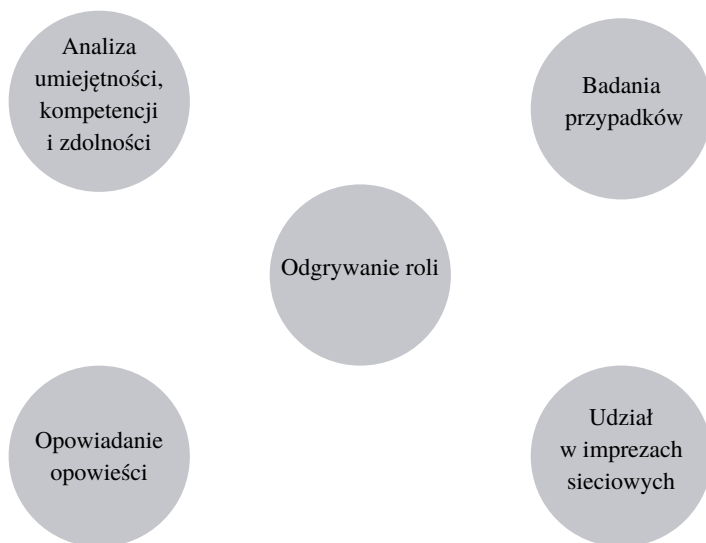 Analiza
umiejętności,
kompetencji
i zdolności
Badania
przypadków
Odgrywanie roli
Opowiadanie
opowieści
Udział
w imprezach
sieciowych